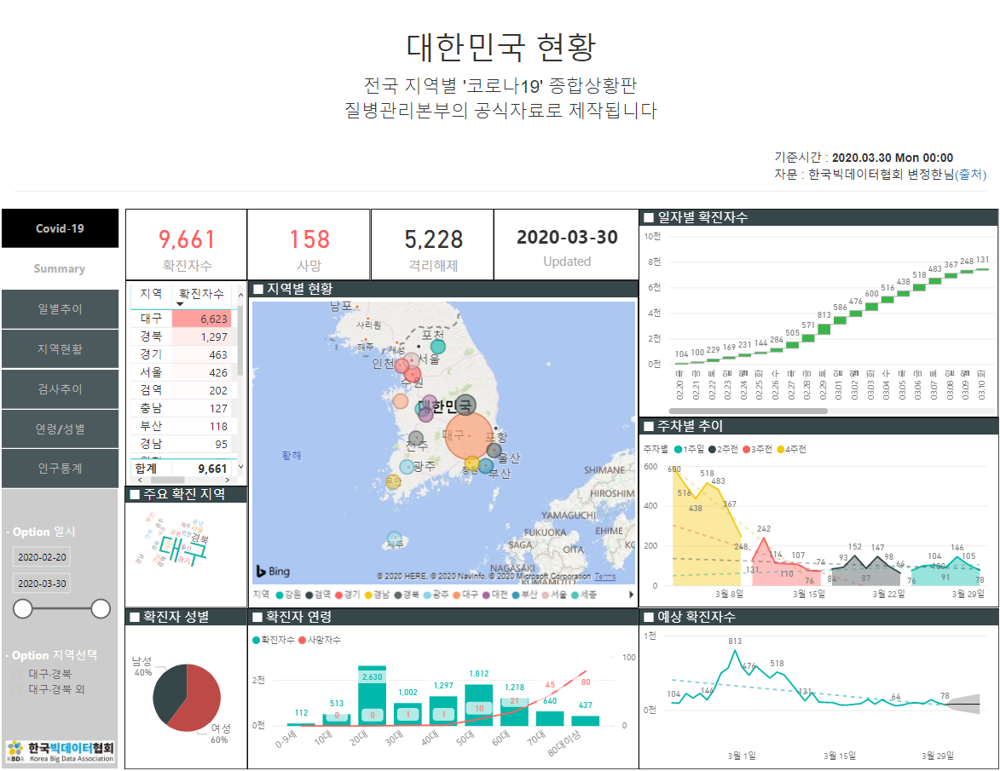 대한민국 현황
전국 지역별 '코로나19' 종합상황판
질병관리본부의 공식자료로 제작됩니다
기준시간 : 2020.03.30 Mon 00:00
자문 : 한국빅데이터협회 변정한님(출처)
Covid-19
Summary
일별추이
지역현황
검사추이
연령/성별
인구통계
· Option 일시
2020-02-20
2020-03-30
· Option 지역선택
대구·경북
대구·경북 외
한국빅데이터협회
KBDA Korea Big Data Association
9,661
확진자수
158
사망
5,228
격리해제
2020-03-30
Updated
지역 확진자수
대구 6,623
경북 1,297
경기 463
서울 426
검역 202
충남 127
부산 118
경남 95
합계 9,661
■ 주요 확진 지역
대구
경북
경기
■ 지역별 현황
남포
사리원
해주 개성
포천
인천 서울
수원
대한민국
대구 포항
전주
울산
창원 부산
광주
무안
제주
황해
SHIMANE
HIROSHIM
YAMAGUCHI
FUKUOKA EHIME
SAGA OITA KO
NAGASAKI
KUMAMOTO
Bing
© 2020 HERE, © 2020 NavInfo, © 2020 Microsoft Corporation Terms
지역 강원 검역 경기 경남 경북 광주 대구 대전 부산 서울 세종
■ 확진자 성별
남성
40%
여성
60%
■ 확진자 연령
확진자수 사망자수
2천
0천
100
0
112 513 2,630 1,002 1,297 1,812 1,218 640 437
0 0 1 1 10 21 45 80
0-9세 10대 20대 30대 40대 50대 60대 70대 80대이상
■ 일자별 확진자수
10천
8천
6천
4천
2천
0천
104 100 229 169 231 144 284 505 571 813 586 476 600 516 438 518 483 367 248 131
02.20 목 02.21 금 02.22 토 02.23 일 02.24 월 02.25 화 02.26 수 02.27 목 02.28 금 02.29 토 03.01 일 03.02 월 03.03 화 03.04 수 03.05 목 03.06 금 03.07 토 03.08 일 03.09 월 03.10 화
■ 주차별 추이
주차별 1주일 2주전 3주전 4주전
600
400
200
0
600 516 438 518 483 367 248
131 242 114 110 107 76 74
84 93 152 87 147 98 64
76 104 100 91 146 105 78
3월 8일 3월 15일 3월 22일 3월 29일
■ 예상 확진자수
1천
0천
104 144 813 476 518 131 64 78
3월 1일 3월 15일 3월 29일